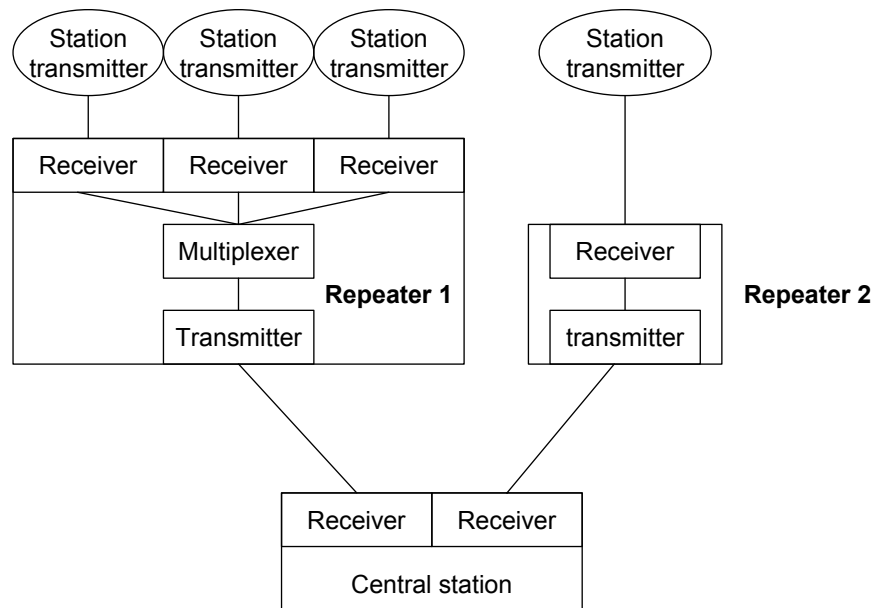 Station
transmitter
Station
transmitter
Station
transmitter
Station
transmitter
Receiver
Receiver
Receiver
Multiplexer
Receiver
Repeater 1
Repeater 2
Transmitter
transmitter
Receiver
Receiver
Central station